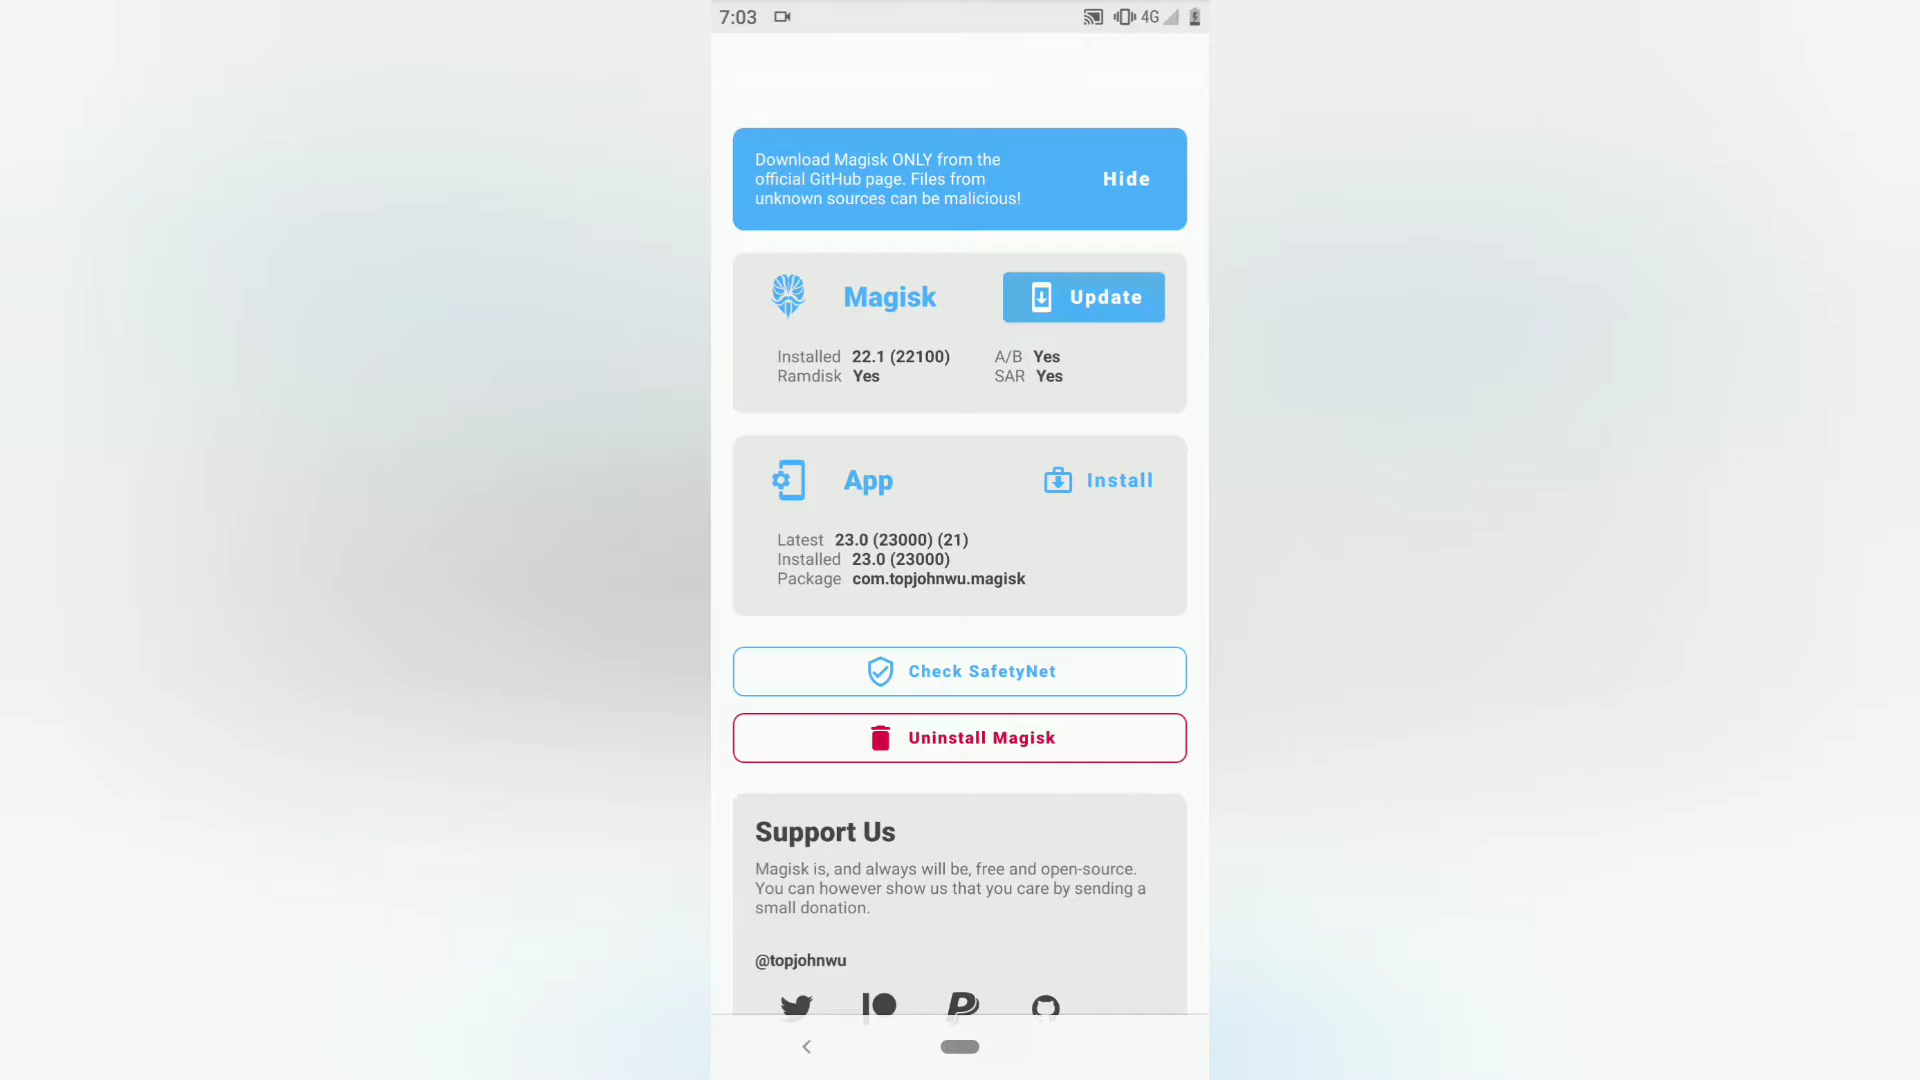 7:03
4G
Download Magisk ONLY from the
official GitHub page. Files from
unknown sources can be malicious!
Hide
Magisk
Update
Installed 22.1 (22100)
A/B Yes
Ramdisk Yes
SAR Yes
App
Install
Latest 23.0 (23000) (21)
Installed 23.0 (23000)
Package com.topjohnwu.magisk
Check SafetyNet
Uninstall Magisk
Support Us
Magisk is, and always will be, free and open-source.
You can however show us that you care by sending a
small donation.
@topjohnwu